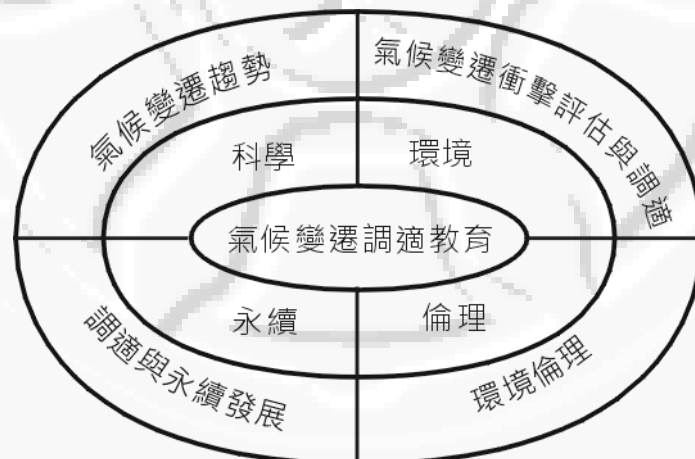 氣候變遷趨勢
氣候變遷衝擊評估與調適
科學
環境
氣候變遷調適教育
永續
倫理
調適與永續發展
環境倫理